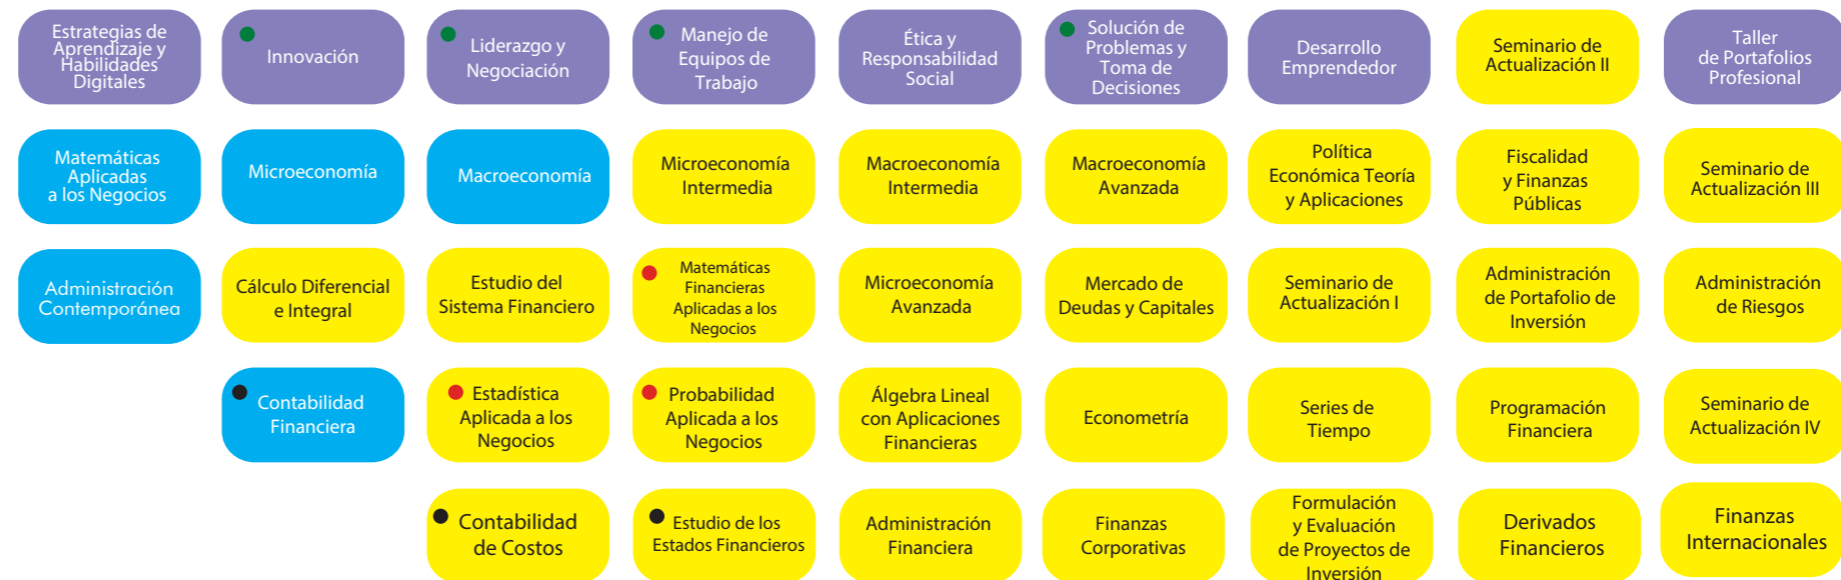 Estrategias de
Aprendizaje y
Habilidades
Digitales
Innovación
Liderazgo y
Negociación
Manejo de
Equipos de
Trabajo
Ética y
Responsabilidad
Social
Solución de
Problemas y
Toma de
Decisiones
Desarrollo
Emprendedor
Seminario de
Actualización II
Taller
de Portafolios
Profesional
Matemáticas
Aplicadas
a los Negocios
Microeconomía
Macroeconomía
Microeconomía
Intermedia
Macroeconomía
Intermedia
Macroeconomía
Avanzada
Política
Económica Teoría
y Aplicaciones
Fiscalidad
y Finanzas
Públicas
Seminario de
Actualización III
Administración
Contemporánea
Cálculo Diferencial
e Integral
Estudio del
Sistema Financiero
Matemáticas
Financieras
Aplicadas a los
Negocios
Microeconomía
Avanzada
Mercado de
Deudas y Capitales
Seminario de
Actualización I
Administración
de Portafolio de
Inversión
Administración
de Riesgos
Contabilidad
Financiera
Estadística
Aplicada a los
Negocios
Probabilidad
Aplicada a los
Negocios
Álgebra Lineal
con Aplicaciones
Financieras
Econometría
Series de
Tiempo
Programación
Financiera
Seminario de
Actualización IV
Contabilidad
de Costos
Estudio de los
Estados Financieros
Administración
Financiera
Finanzas
Corporativas
Formulación
y Evaluación
de Proyectos de
Inversión
Derivados
Financieros
Finanzas
Internacionales